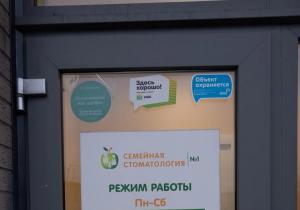 Здесь
хорошо!
Объект
охраняется
СЕМЕЙНАЯ
СТОМАТОЛОГИЯ №1
РЕЖИМ РАБОТЫ
Пн-Сб